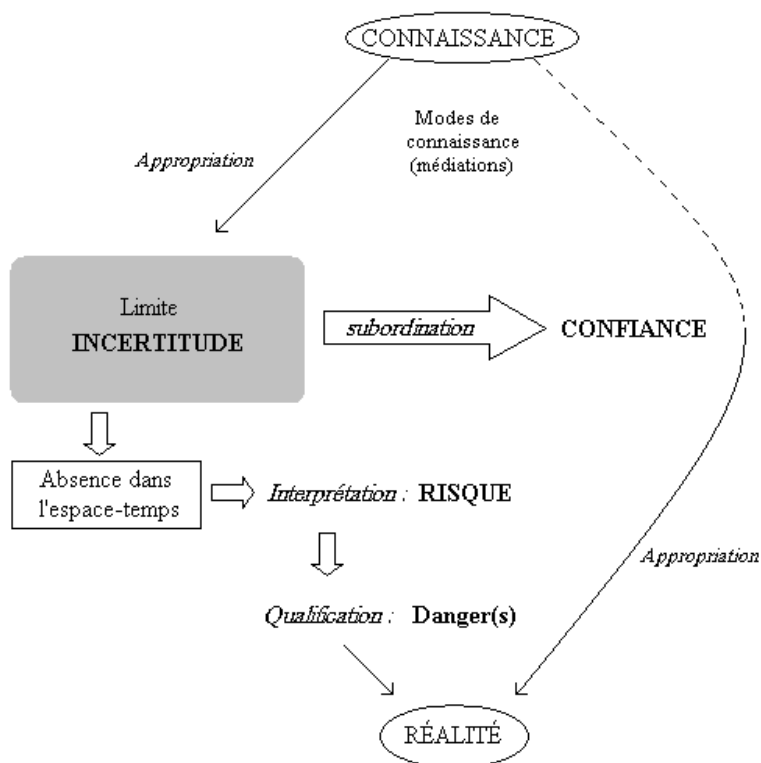 CONNAISSANCE
Modes de
connaissance
(médiations)
Appropriation
Limite
INCERTITUDE
subordination
CONFIANCE
Absence dans
l'espace-temps
Interprétation : RISQUE
Appropriation
Qualification : Danger(s)
RÉALITÉ